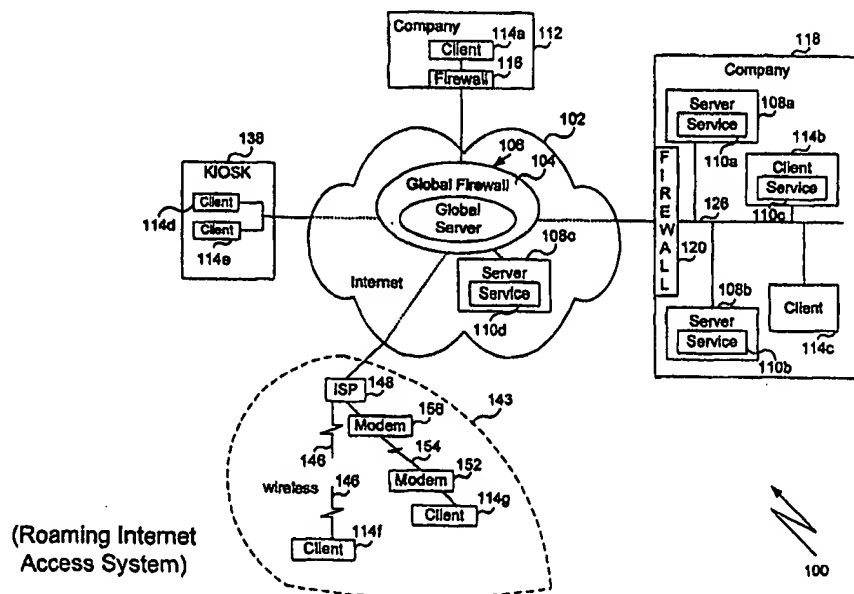 Company
114a
112
Client
116
Firewall
118
Company
Server
108a
Service
110a
114b
Client
Service
110c
126
FIREWALL
120
108b
Server
Service
110b
Client
114c
138
KIOSK
Client
114d
Client
114e
102
106
104
Global Firewall
Global
Server
108c
Server
Service
110d
Internet
ISP
148
143
Modem
156
154
146
152
wireless
146
Modem
114g
Client
114f
Client
(Roaming Internet
Access System)
100